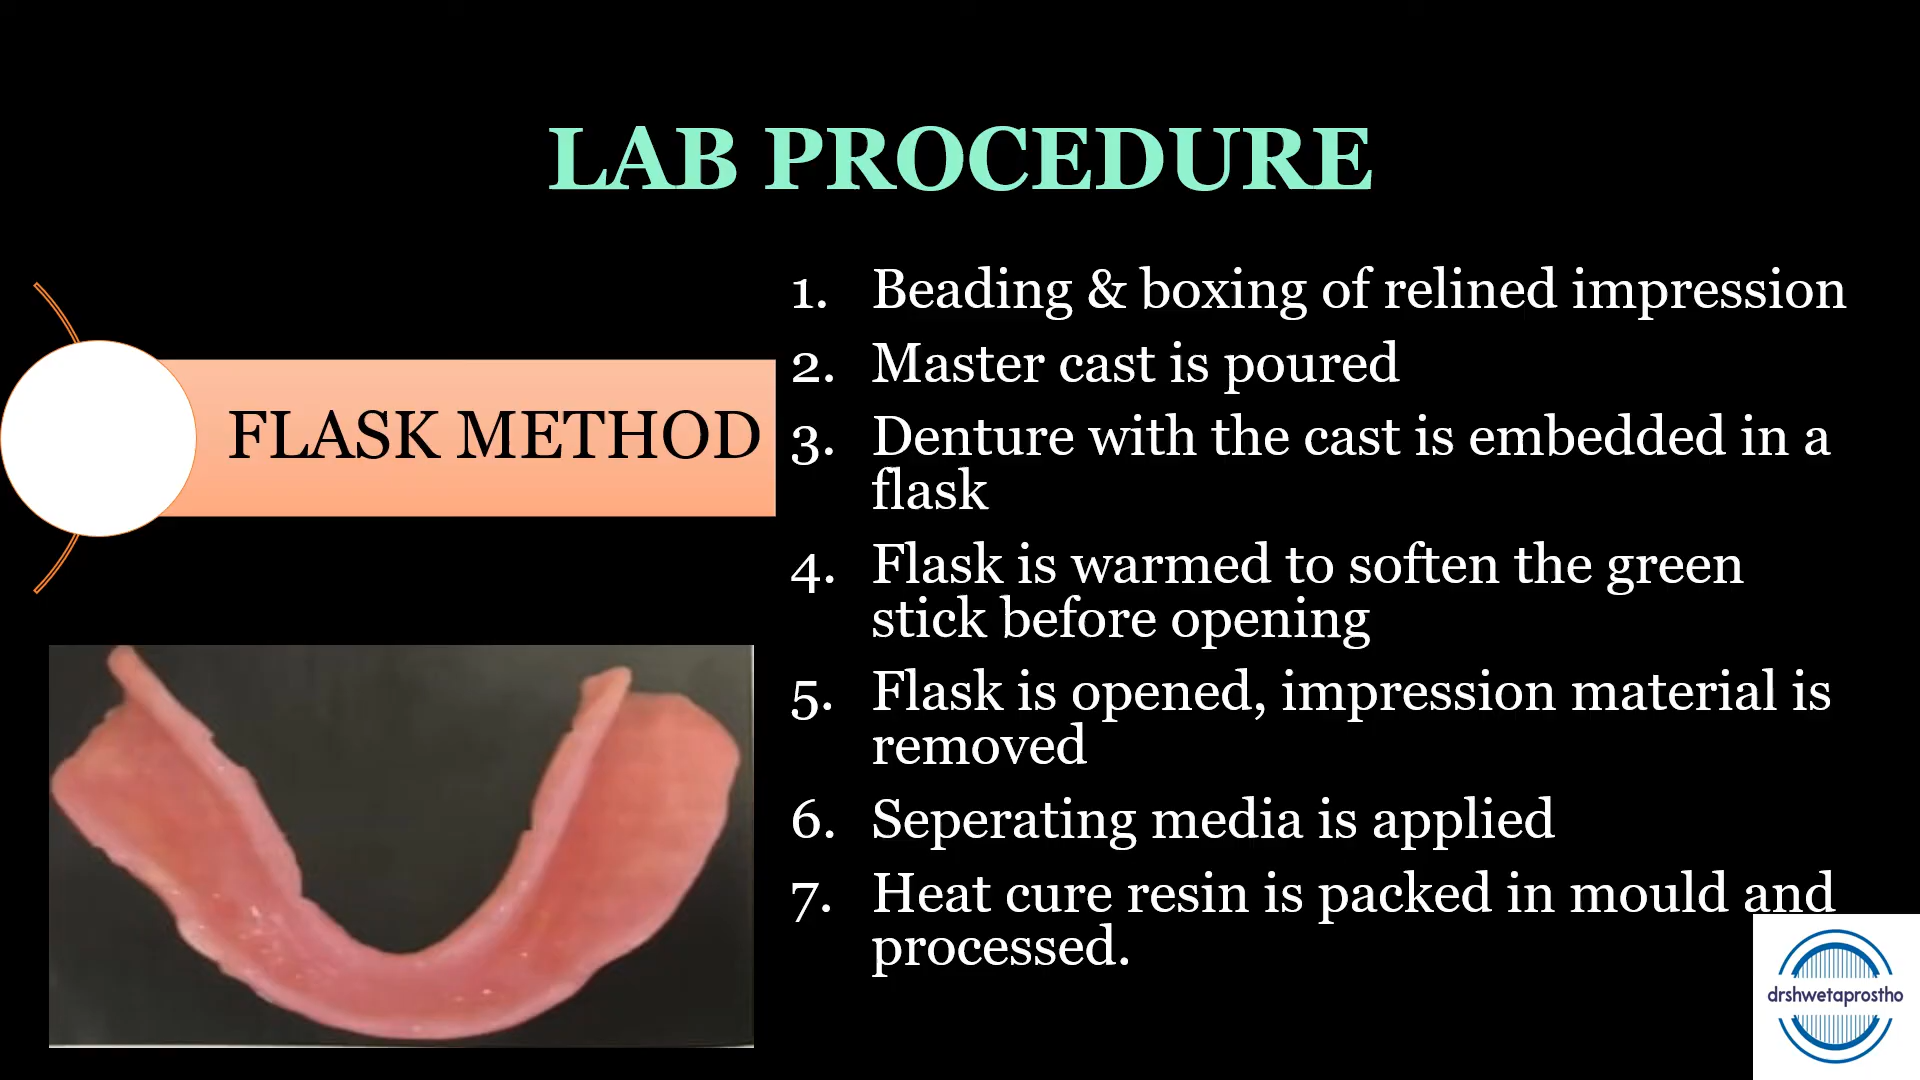 LAB PROCEDURE
FLASK METHOD
1. Beading & boxing of relined impression
2. Master cast is poured
3. Denture with the cast is embedded in a
flask
4. Flask is warmed to soften the green
stick before opening
5. Flask is opened, impression material is
removed
6. Seperating media is applied
7. Heat cure resin is packed in mould and
processed.
drshwetaprostho